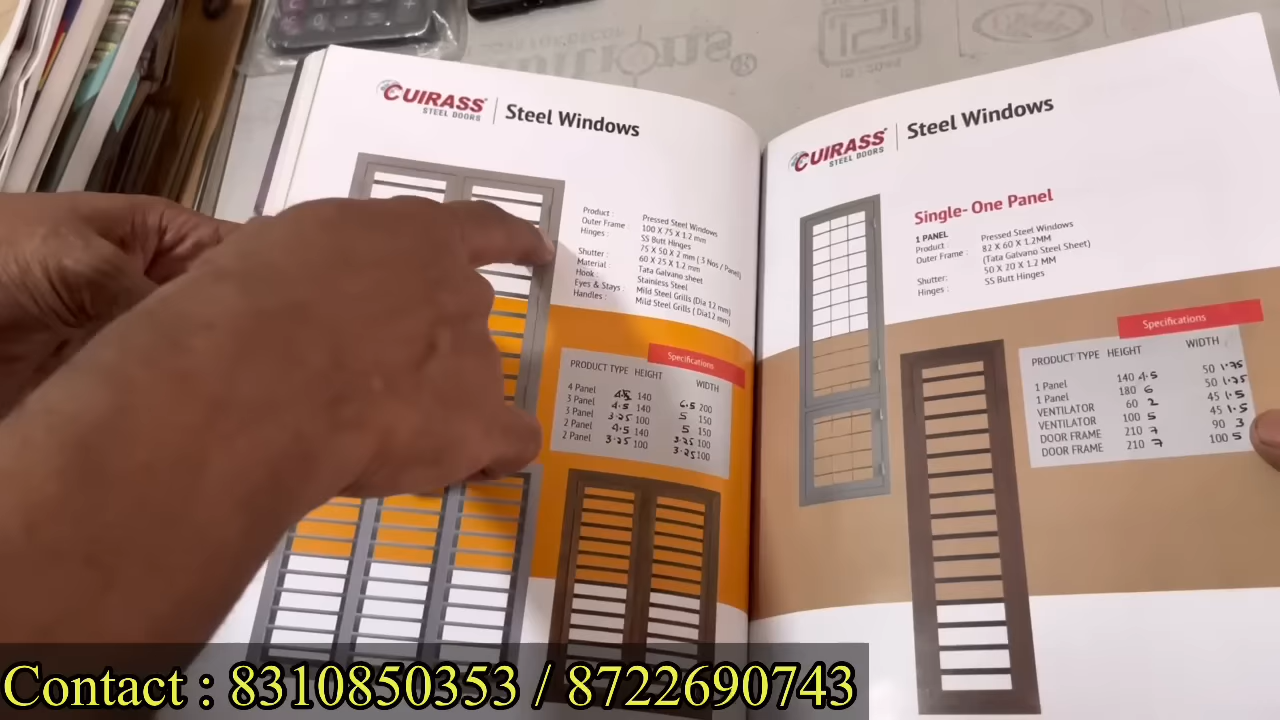 CUIRASS
STEEL DOORS
Steel Windows
Product : Pressed Steel Windows
Outer Frame : 100 X 75 X 1.2 mm
Hinges : SS Butt Hinges
75 X 50 X 2 mm ( 3 Nos / Panel)
Shutter : 60 X 25 X 1.2 mm
Material : Tata Galvano sheet
Hook : Stainless Steel
Eyes & Stays : Mild Steel Grills (Dia 12 mm)
Handles : Mild Steel Grills ( Dia12 mm)
Specifications
PRODUCT TYPE HEIGHT WIDTH
4 Panel 4.5 140 6.5 200
3 Panel 4.5 140 5 150
3 Panel 3.25 100 5 150
2 Panel 4.5 140 3.25 100
2 Panel 3.25 100 3.25 100
CUIRASS
STEEL DOORS
Steel Windows
Single- One Panel
1 PANEL
Product : Pressed Steel Windows
Outer Frame : 82 X 60 X 1.2MM
(Tata Galvano Steel Sheet)
Shutter: 50 X 20 X 1.2 MM
Hinges : SS Butt Hinges
Specifications
PRODUCT TYPE HEIGHT WIDTH
1 Panel 140 4.5 50 1.75
1 Panel 180 6 50 1.75
VENTILATOR 60 2 45 1.5
VENTILATOR 100 5 45 1.5
DOOR FRAME 210 7 90 3
DOOR FRAME 210 7 100 5
Contact : 8310850353 / 8722690743